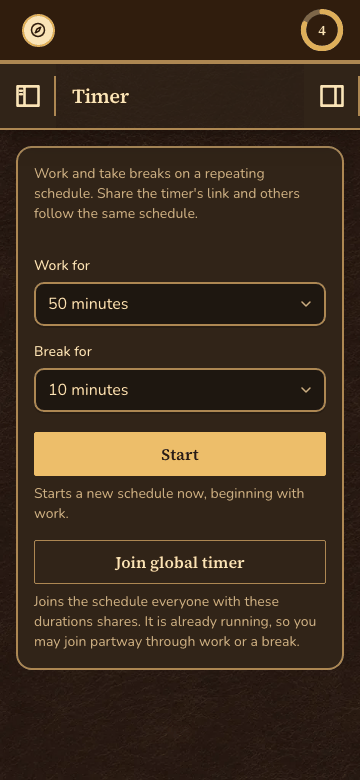 4
Timer
Work and take breaks on a repeating
schedule. Share the timer's link and others
follow the same schedule.
Work for
50 minutes
Break for
10 minutes
Start
Starts a new schedule now, beginning with
work.
Join global timer
Joins the schedule everyone with these
durations shares. It is already running, so you
may join partway through work or a break.